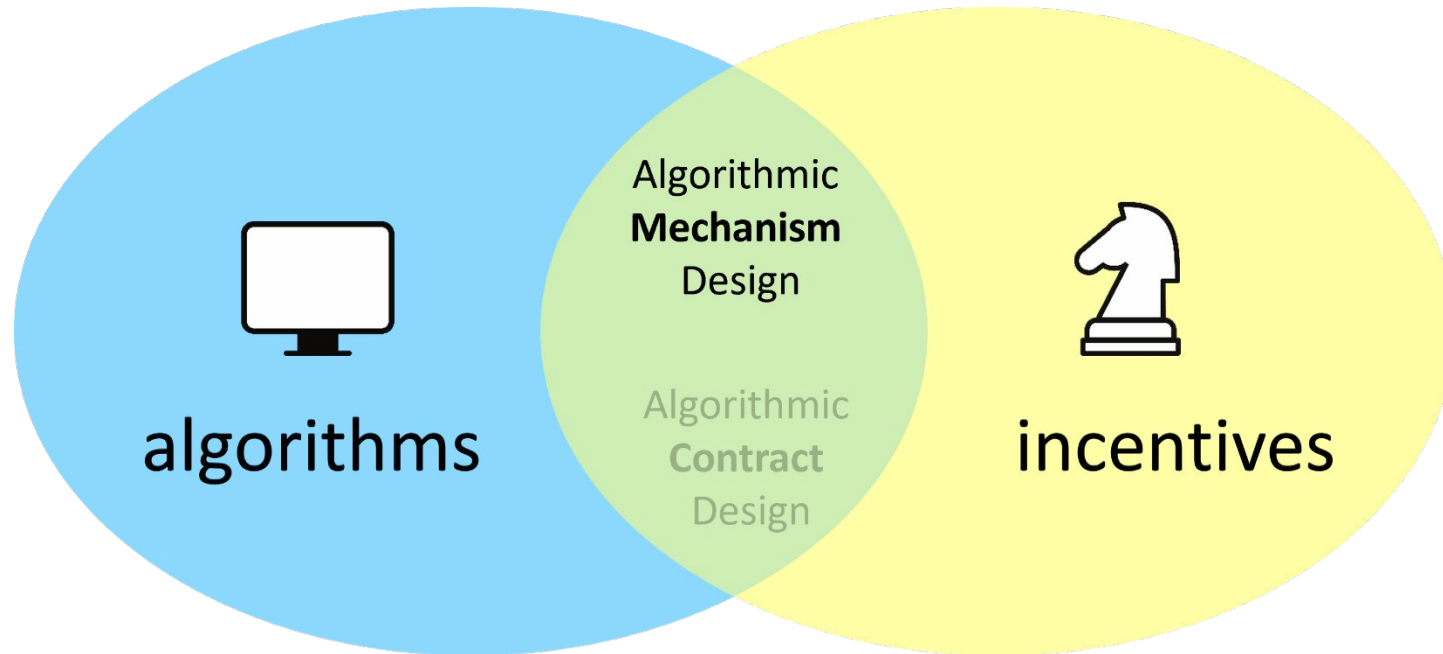 Algorithmic
Mechanism
Design
algorithms
incentives
Algorithmic
Contract
Design